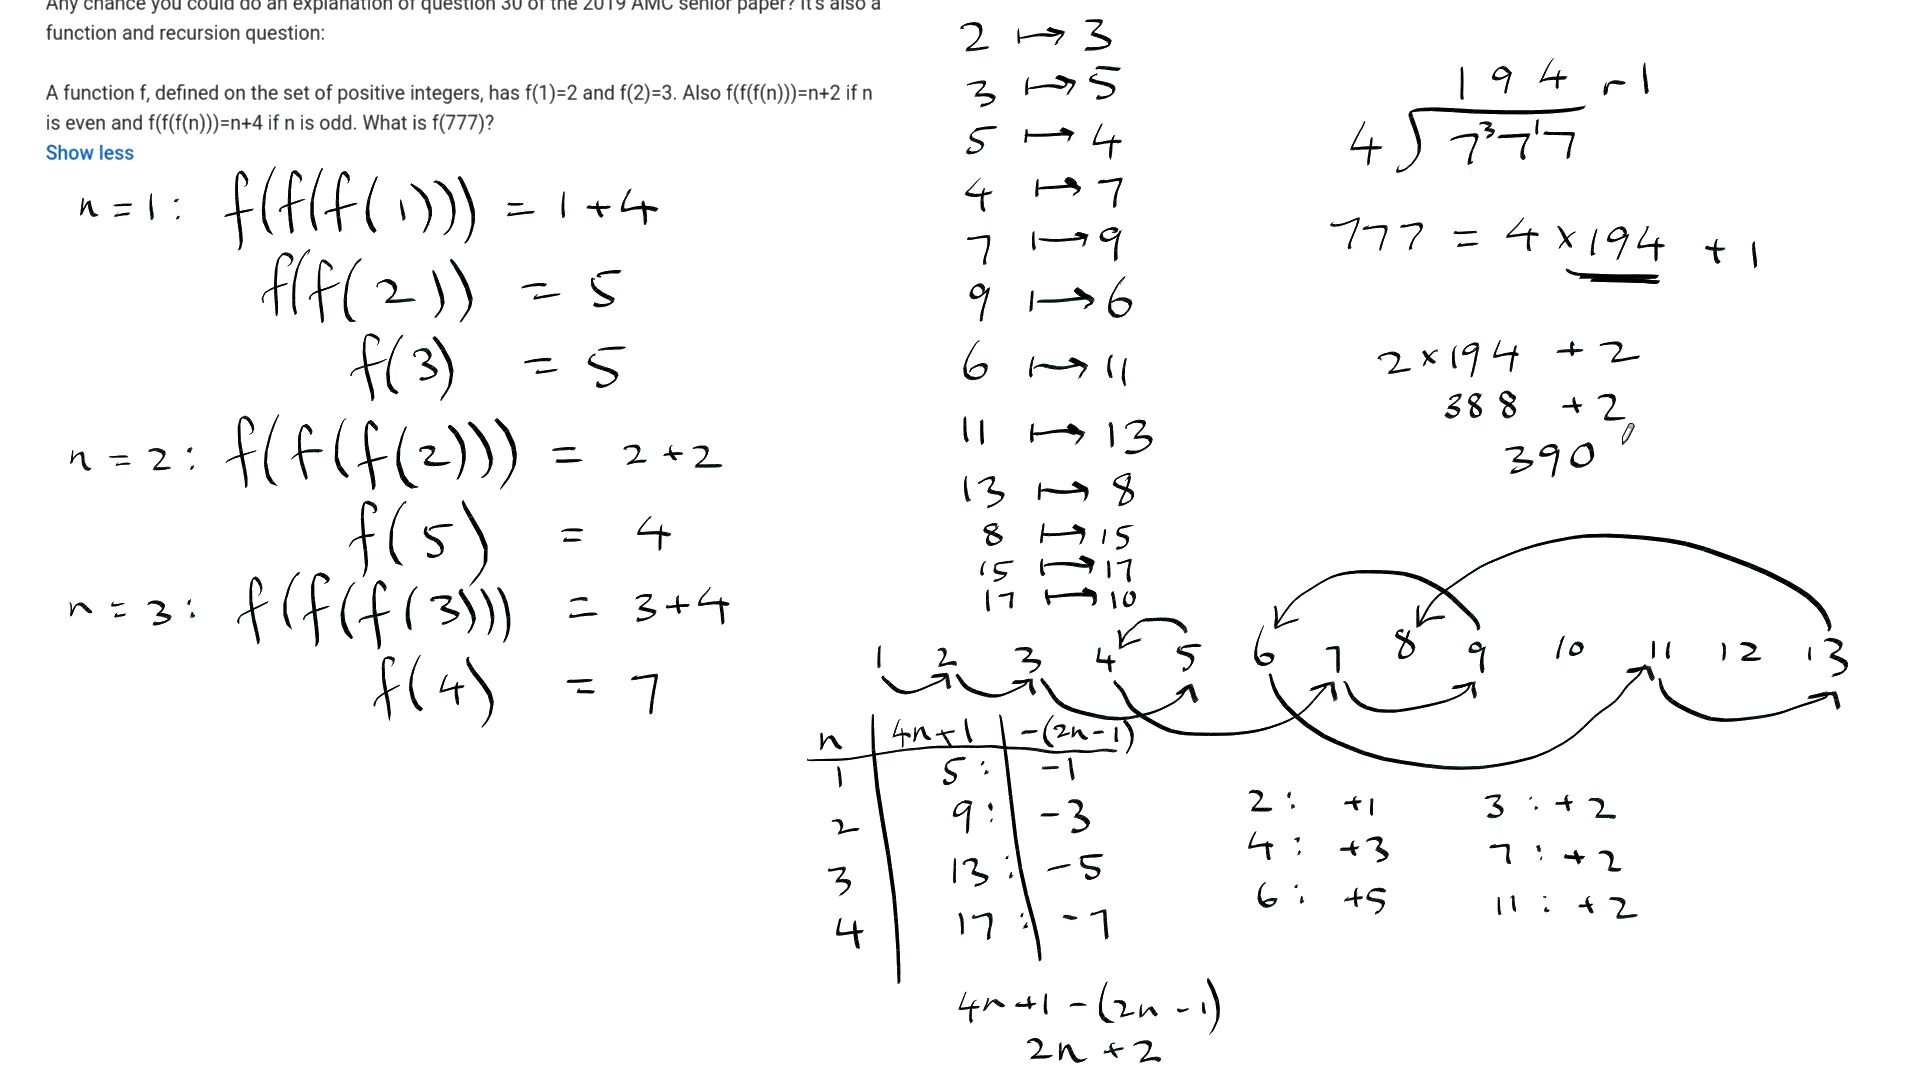 Any chance you could do an explanation of question 30 of the 2019 AMC senior paper? It's also a
function and recursion question:
A function f, defined on the set of positive integers, has f(1)=2 and f(2)=3. Also f(f(f(n)))=n+2 if n
is even and f(f(f(n)))=n+4 if n is odd. What is f(777)?
Show less
n = 1 : f(f(f(1))) = 1 + 4
f(f(2)) = 5
f(3) = 5
n = 2 : f(f(f(2))) = 2 + 2
f(5) = 4
n = 3 : f(f(f(3))) = 3 + 4
f(4) = 7
2 ↦ 3
3 ↦ 5
5 ↦ 4
4 ↦ 7
7 ↦ 9
9 ↦ 6
6 ↦ 11
11 ↦ 13
13 ↦ 8
8 ↦ 15
15 ↦ 17
17 ↦ 10
1 9 4 r 1
4 7 ³7 ¹7
777 = 4 × 194 + 1
2 × 194 + 2
388 + 2
390
1 2 3 4 5 6 7 8 9 10 11 12 13
n 4n+1 -(2n-1)
1 5 : -1
2 9 : -3
3 13 : -5
4 17 : -7
4n+1 - (2n-1)
2n + 2
2 : +1
4 : +3
6 : +5
3 : +2
7 : +2
11 : +2